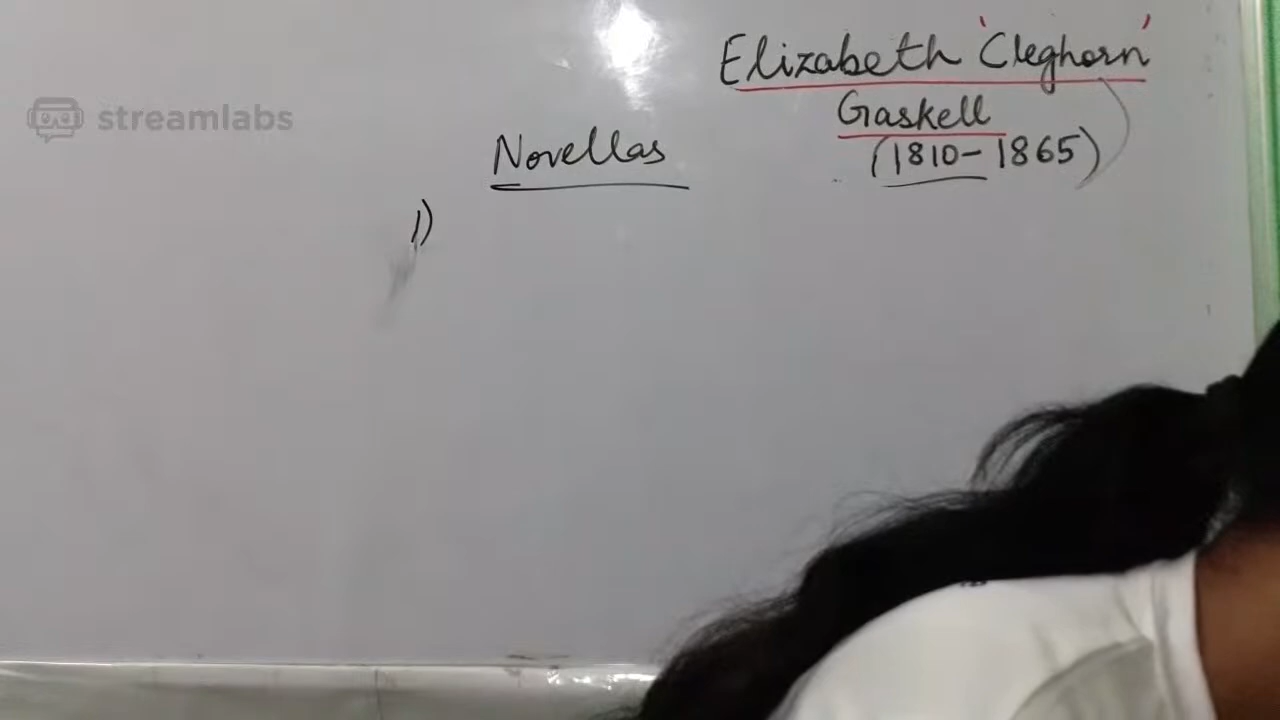 Elizabeth 'Cleghorn'
Gaskell
(1810-1865)
streamlabs
Novellas
1)